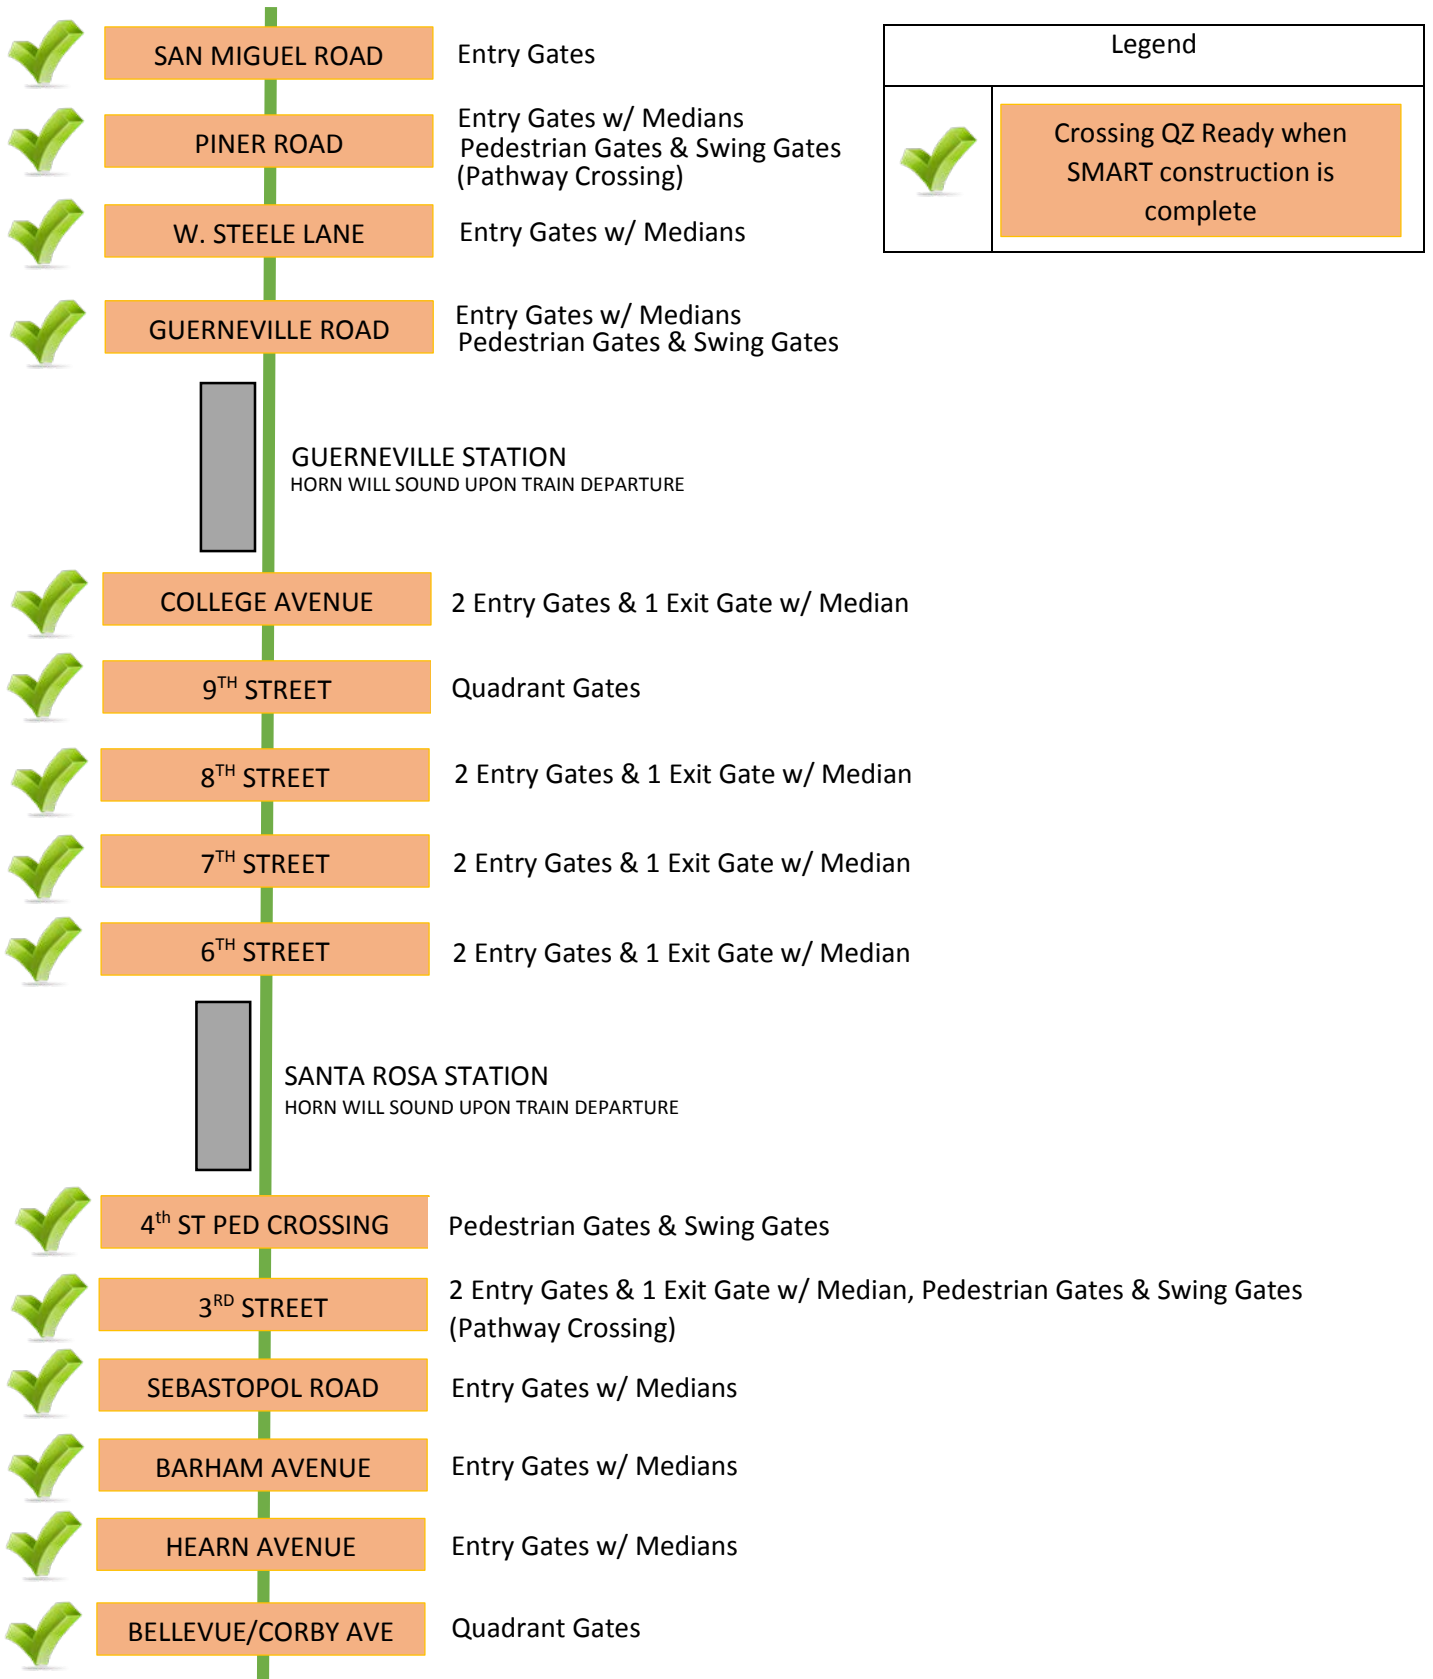 Legend
Crossing QZ Ready when
SMART construction is
complete
SAN MIGUEL ROAD
Entry Gates
PINER ROAD
Entry Gates w/ Medians
Pedestrian Gates & Swing Gates
(Pathway Crossing)
W. STEELE LANE
Entry Gates w/ Medians
GUERNEVILLE ROAD
Entry Gates w/ Medians
Pedestrian Gates & Swing Gates
GUERNEVILLE STATION
HORN WILL SOUND UPON TRAIN DEPARTURE
COLLEGE AVENUE
2 Entry Gates & 1 Exit Gate w/ Median
9TH STREET
Quadrant Gates
8TH STREET
2 Entry Gates & 1 Exit Gate w/ Median
7TH STREET
2 Entry Gates & 1 Exit Gate w/ Median
6TH STREET
2 Entry Gates & 1 Exit Gate w/ Median
SANTA ROSA STATION
HORN WILL SOUND UPON TRAIN DEPARTURE
4th ST PED CROSSING
Pedestrian Gates & Swing Gates
3RD STREET
2 Entry Gates & 1 Exit Gate w/ Median, Pedestrian Gates & Swing Gates
(Pathway Crossing)
SEBASTOPOL ROAD
Entry Gates w/ Medians
BARHAM AVENUE
Entry Gates w/ Medians
HEARN AVENUE
Entry Gates w/ Medians
BELLEVUE/CORBY AVE
Quadrant Gates